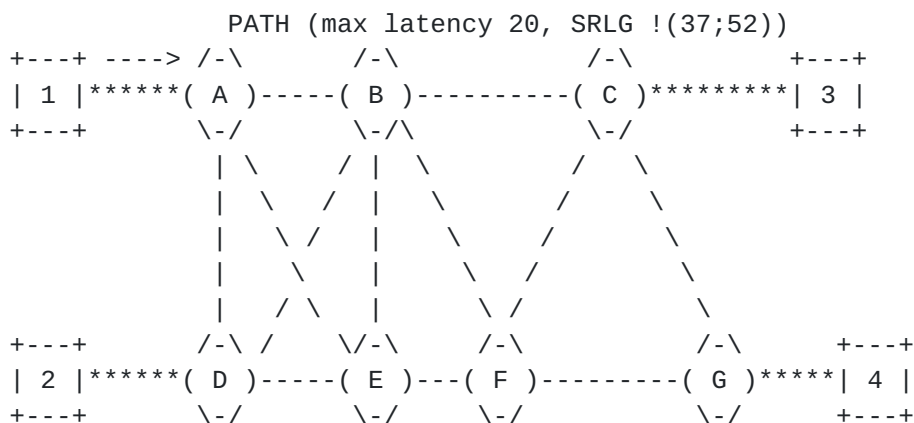 PATH (max latency 20, SRLG !(37;52))
+---+ ----> /-\ /-\ /-\ +---+
| 1 |******( A )-----( B )----------( C )*********| 3 |
+---+ \-/ \-/\ \-/ +---+
| \ / | \ / \
| \ / | \ / \
| \ / | \ / \
| \ | \ / \
| / \ | \ / \
+---+ /-\ / \/-\ /-\ /-\ +---+
| 2 |******( D )-----( E )---( F )---------( G )*****| 4 |
+---+ \-/ \-/ \-/ \-/ +---+